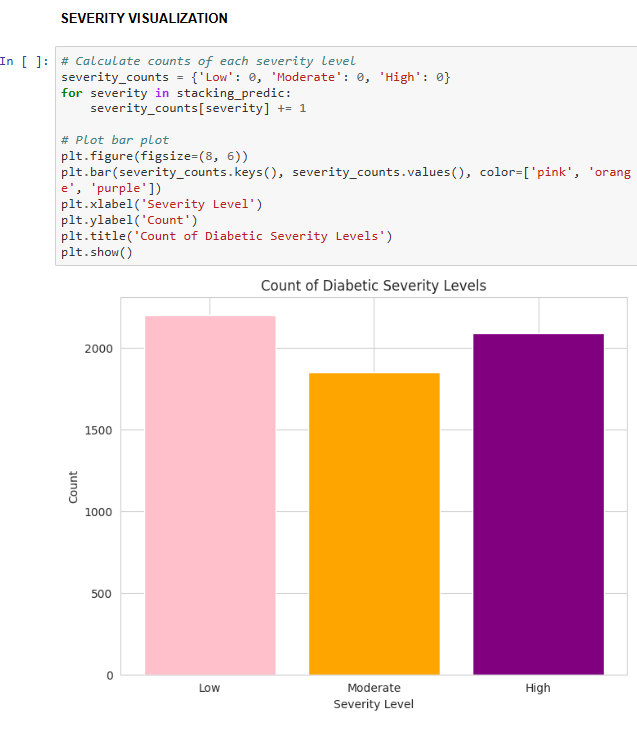 SEVERITY VISUALIZATION
In [ ]:
# Calculate counts of each severity level
severity_counts = {'Low': 0, 'Moderate': 0, 'High': 0}
for severity in stacking_predic:
    severity_counts[severity] += 1

# Plot bar plot
plt.figure(figsize=(8, 6))
plt.bar(severity_counts.keys(), severity_counts.values(), color=['pink', 'orang
e', 'purple'])
plt.xlabel('Severity Level')
plt.ylabel('Count')
plt.title('Count of Diabetic Severity Levels')
plt.show()
Count of Diabetic Severity Levels
2000
1500
1000
500
0
Count
Low
Moderate
High
Severity Level